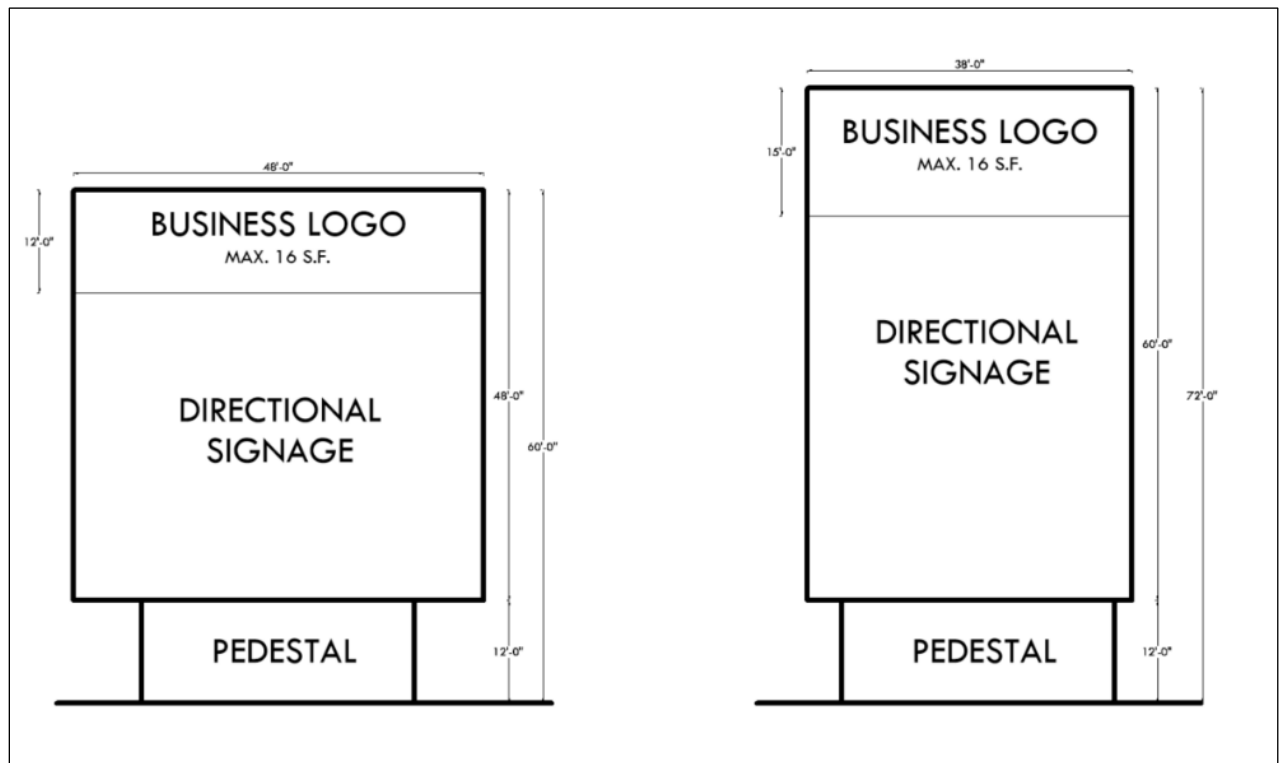 48'-0"
12'-0"
BUSINESS LOGO
MAX. 16 S.F.
DIRECTIONAL
SIGNAGE
48'-0"
60'-0"
PEDESTAL
12'-0"
38'-0"
15'-0"
BUSINESS LOGO
MAX. 16 S.F.
DIRECTIONAL
SIGNAGE
60'-0"
72'-0"
PEDESTAL
12'-0"